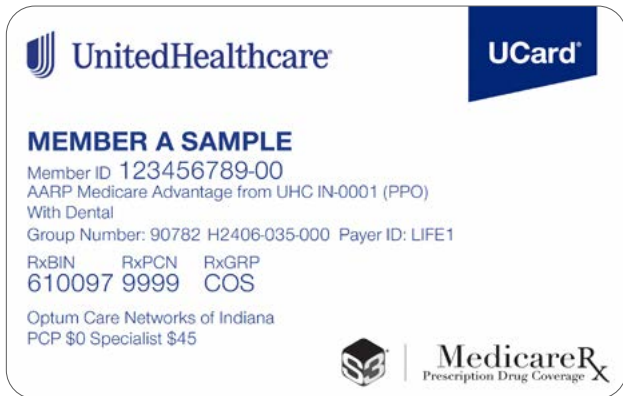 UnitedHealthcare®
UCard®
MEMBER A SAMPLE
Member ID 123456789-00
AARP Medicare Advantage from UHC IN-0001 (PPO)
With Dental
Group Number: 90782 H2406-035-000 Payer ID: LIFE1
RxBIN RxPCN RxGRP
610097 9999 COS
Optum Care Networks of Indiana
PCP $0 Specialist $45
S3
MedicareRx
Prescription Drug Coverage